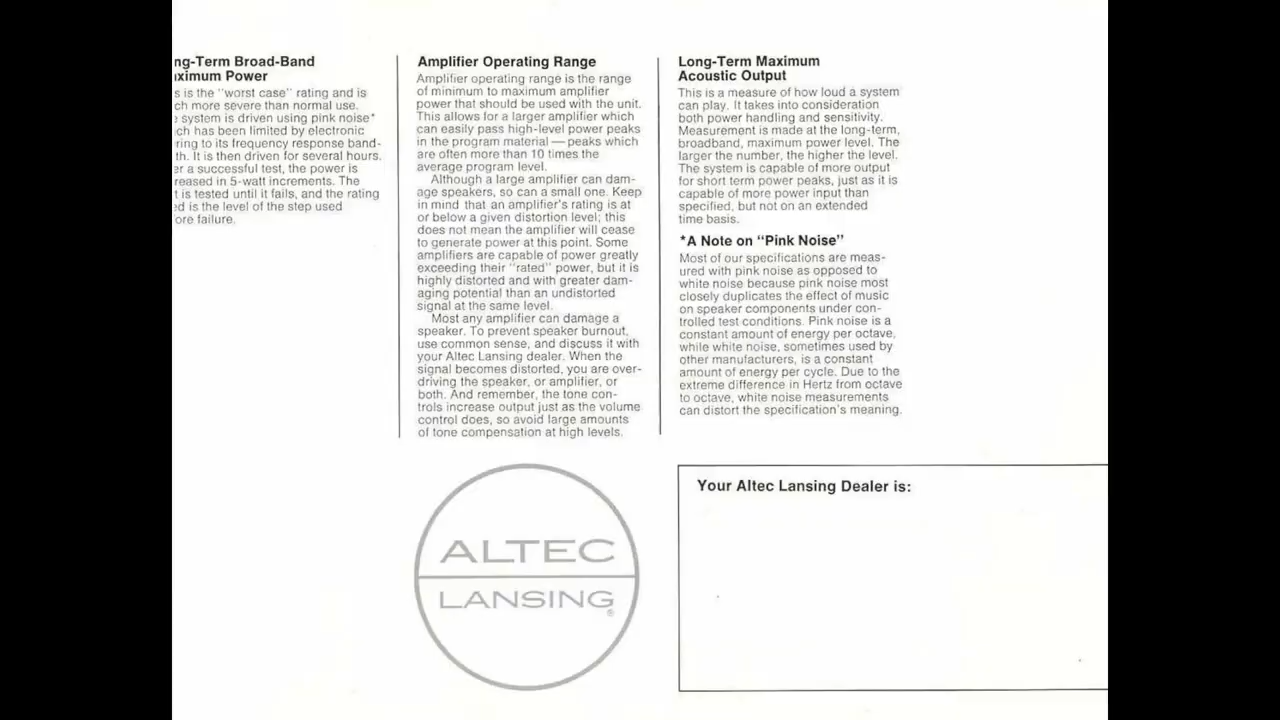 ng-Term Broad-Band
ximum Power
s is the "worst case" rating and is
ch more severe than normal use.
e system is driven using pink noise*
ich has been limited by electronic
ring to its frequency response band-
th. It is then driven for several hours.
er a successful test, the power is
reased in 5-watt increments. The
t is tested until it fails, and the rating
ed is the level of the step used
ore failure.
Amplifier Operating Range
Amplifier operating range is the range
of minimum to maximum amplifier
power that should be used with the unit.
This allows for a larger amplifier which
can easily pass high-level power peaks
in the program material — peaks which
are often more than 10 times the
average program level.
Although a large amplifier can dam-
age speakers, so can a small one. Keep
in mind that an amplifier's rating is at
or below a given distortion level; this
does not mean the amplifier will cease
to generate power at this point. Some
amplifiers are capable of power greatly
exceeding their "rated" power, but it is
highly distorted and with greater dam-
aging potential than an undistorted
signal at the same level.
Most any amplifier can damage a
speaker. To prevent speaker burnout,
use common sense, and discuss it with
your Altec Lansing dealer. When the
signal becomes distorted, you are over-
driving the speaker, or amplifier, or
both. And remember, the tone con-
trols increase output just as the volume
control does, so avoid large amounts
of tone compensation at high levels.
Long-Term Maximum
Acoustic Output
This is a measure of how loud a system
can play. It takes into consideration
both power handling and sensitivity.
Measurement is made at the long-term,
broadband, maximum power level. The
larger the number, the higher the level.
The system is capable of more output
for short term power peaks, just as it is
capable of more power input than
specified, but not on an extended
time basis.
*A Note on "Pink Noise"
Most of our specifications are meas-
ured with pink noise as opposed to
white noise because pink noise most
closely duplicates the effect of music
on speaker components under con-
trolled test conditions. Pink noise is a
constant amount of energy per octave,
while white noise, sometimes used by
other manufacturers, is a constant
amount of energy per cycle. Due to the
extreme difference in Hertz from octave
to octave, white noise measurements
can distort the specification's meaning.
ALTEC
LANSING®
Your Altec Lansing Dealer is: